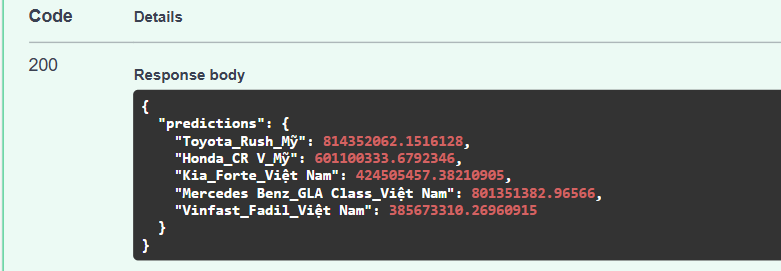 Code Details
200
Response body
{
"predictions": {
"Toyota_Rush_Mỹ": 814352062.1516128,
"Honda_CR V_Mỹ": 601100333.6792346,
"Kia_Forte_Việt Nam": 424505457.38210905,
"Mercedes Benz_GLA Class_Việt Nam": 801351382.96566,
"Vinfast_Fadil_Việt Nam": 385673310.26960915
}
}